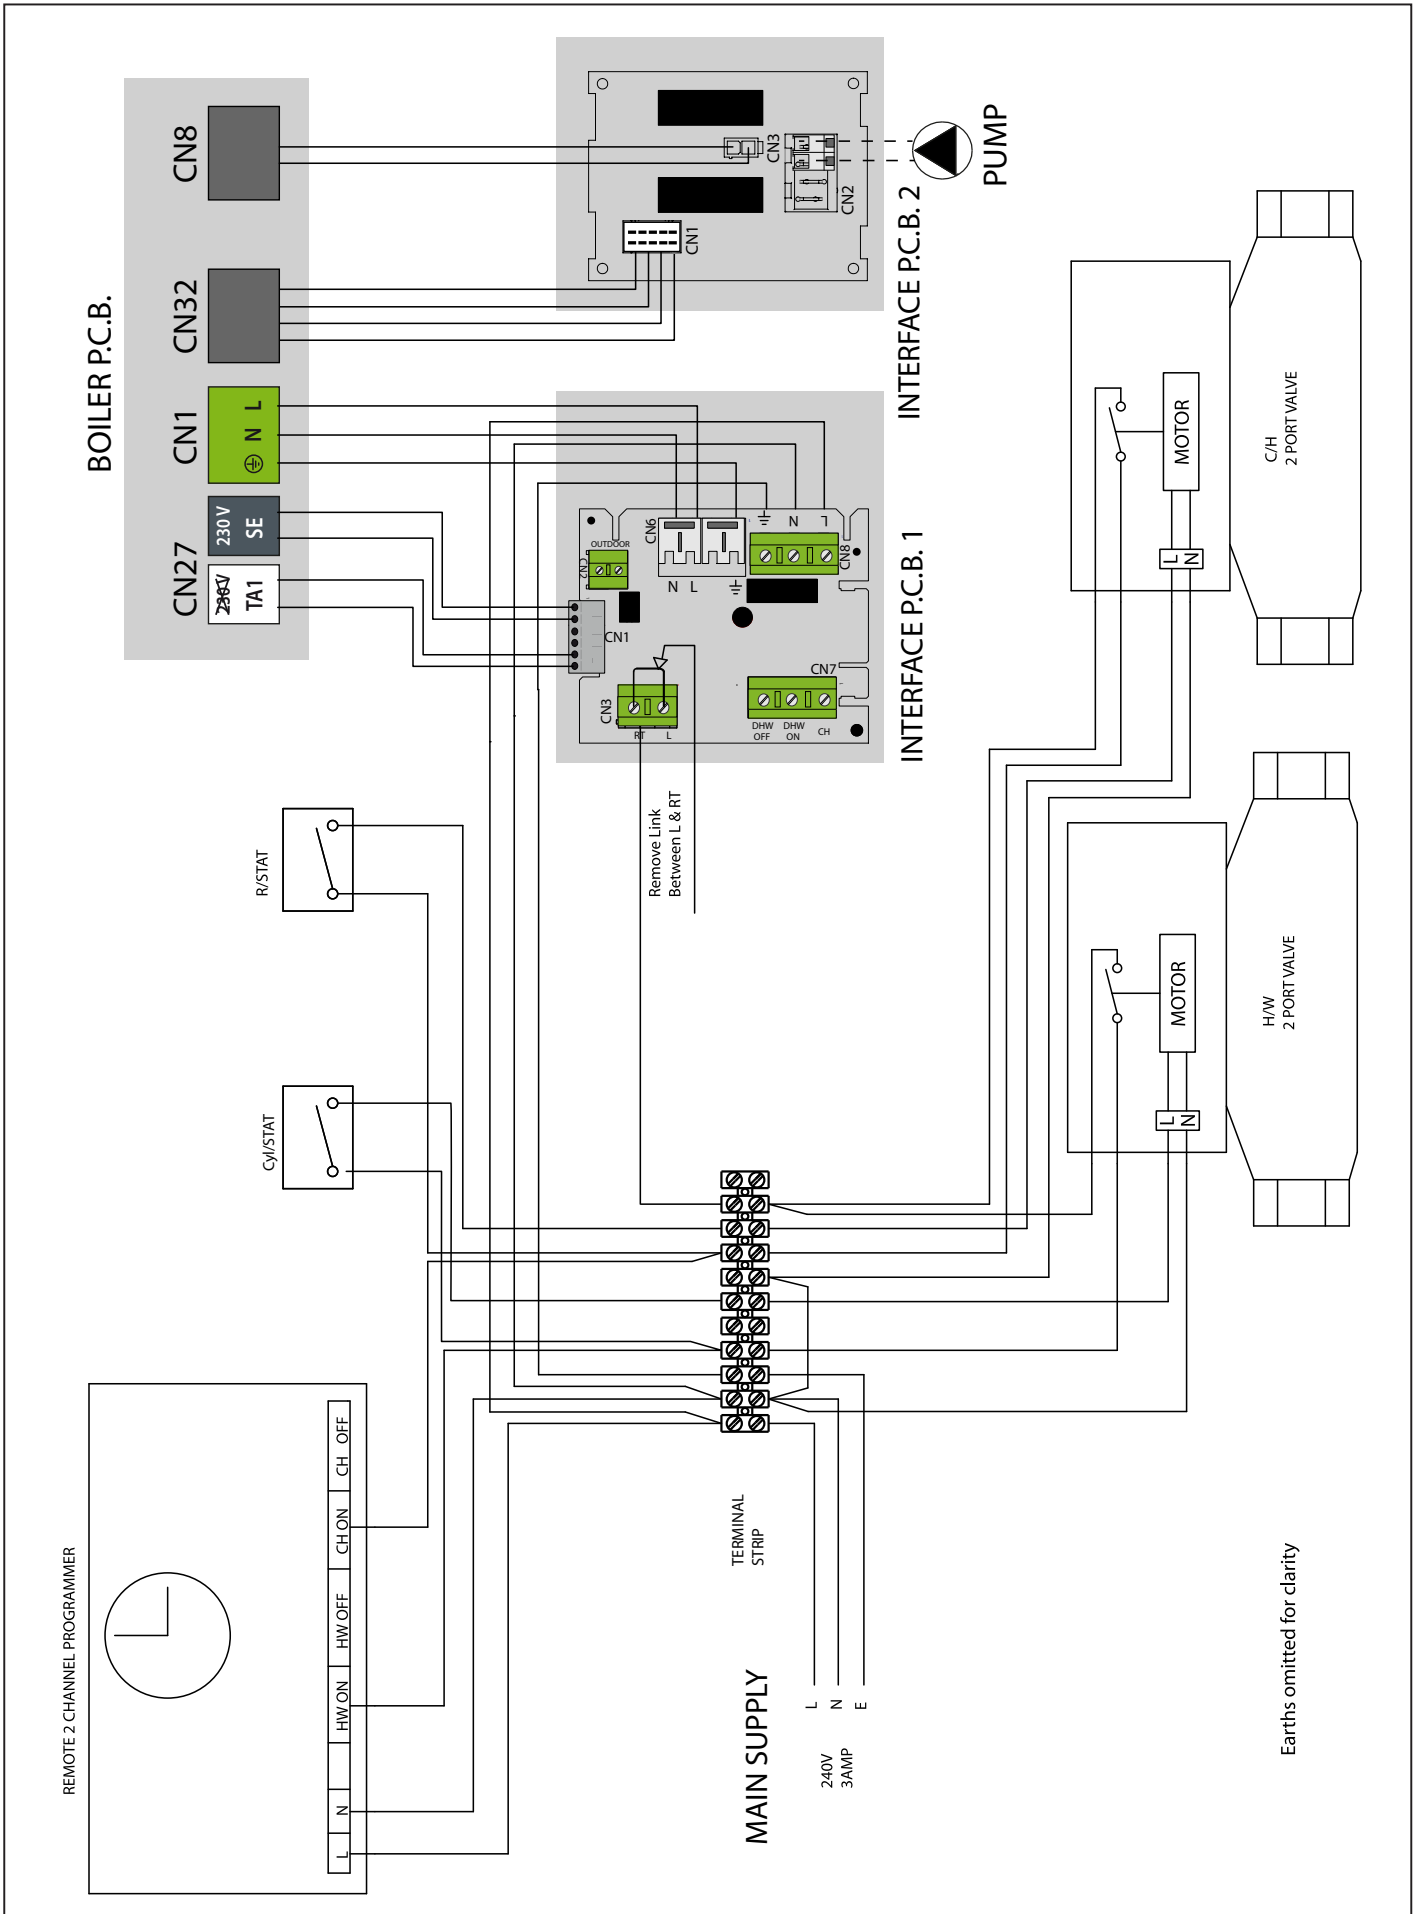 BOILER P.C.B.
CN8
CN32
CN1
CN27
L
N
230 V
SE
230V
TA1
CN3
CN2
CN1
PUMP
INTERFACE P.C.B. 2
OUTDOOR
CN2
CN6
N L
N
L
CN8
CN1
CN3
RT
L
CN7
DHW
OFF
DHW
ON
CH
INTERFACE P.C.B. 1
Remove Link
Between L & RT
R/STAT
Cyl/STAT
MOTOR
L
N
C/H
2 PORT VALVE
MOTOR
L
N
H/W
2 PORT VALVE
REMOTE 2 CHANNEL PROGRAMMER
L
N
HW ON
HW OFF
CH ON
CH OFF
TERMINAL
STRIP
MAIN SUPPLY
240V
3AMP
L
N
E
Earths omitted for clarity